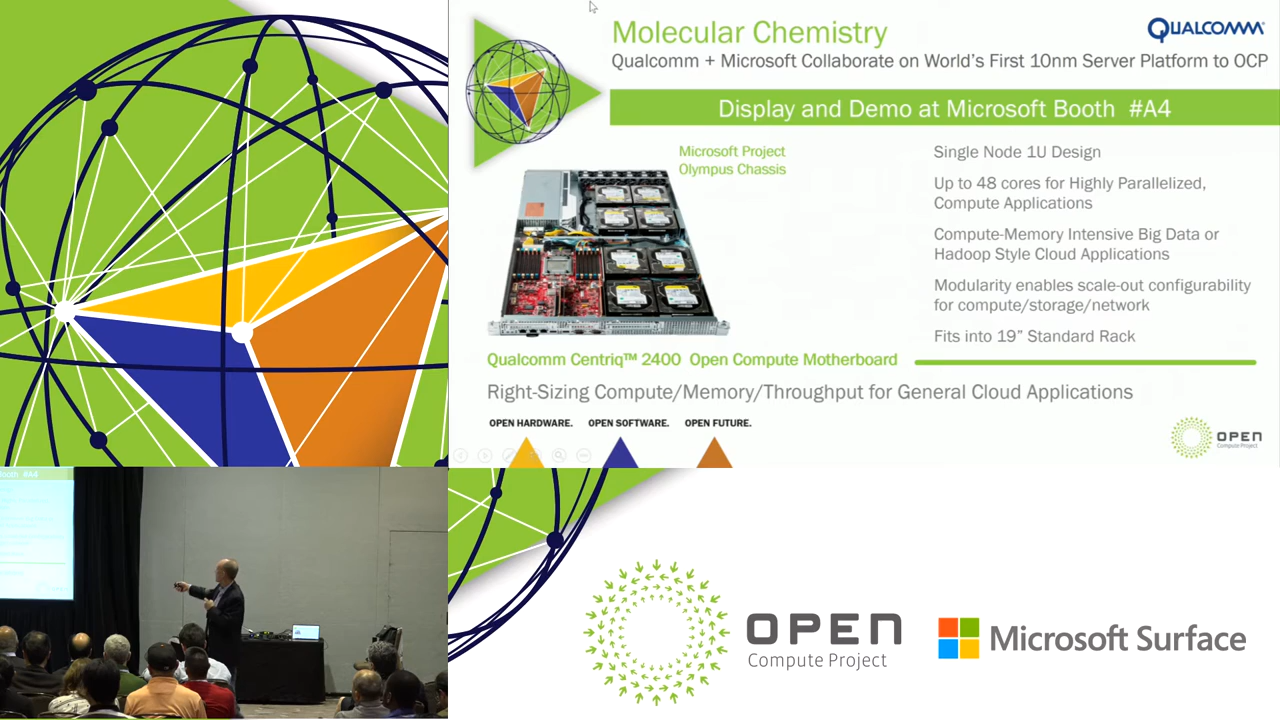 Molecular Chemistry
QUALCOMM
Qualcomm + Microsoft Collaborate on World's First 10nm Server Platform to OCP
Display and Demo at Microsoft Booth #A4
Microsoft Project
Olympus Chassis
Single Node 1U Design
Up to 48 cores for Highly Parallelized,
Compute Applications
Compute-Memory Intensive Big Data or
Hadoop Style Cloud Applications
Modularity enables scale-out configurability
for compute/storage/network
Fits into 19" Standard Rack
Qualcomm Centriq™ 2400 Open Compute Motherboard
Right-Sizing Compute/Memory/Throughput for General Cloud Applications
OPEN HARDWARE. OPEN SOFTWARE. OPEN FUTURE.
OPEN
Compute Project
Booth #A4
OPEN
Compute Project
Microsoft Surface